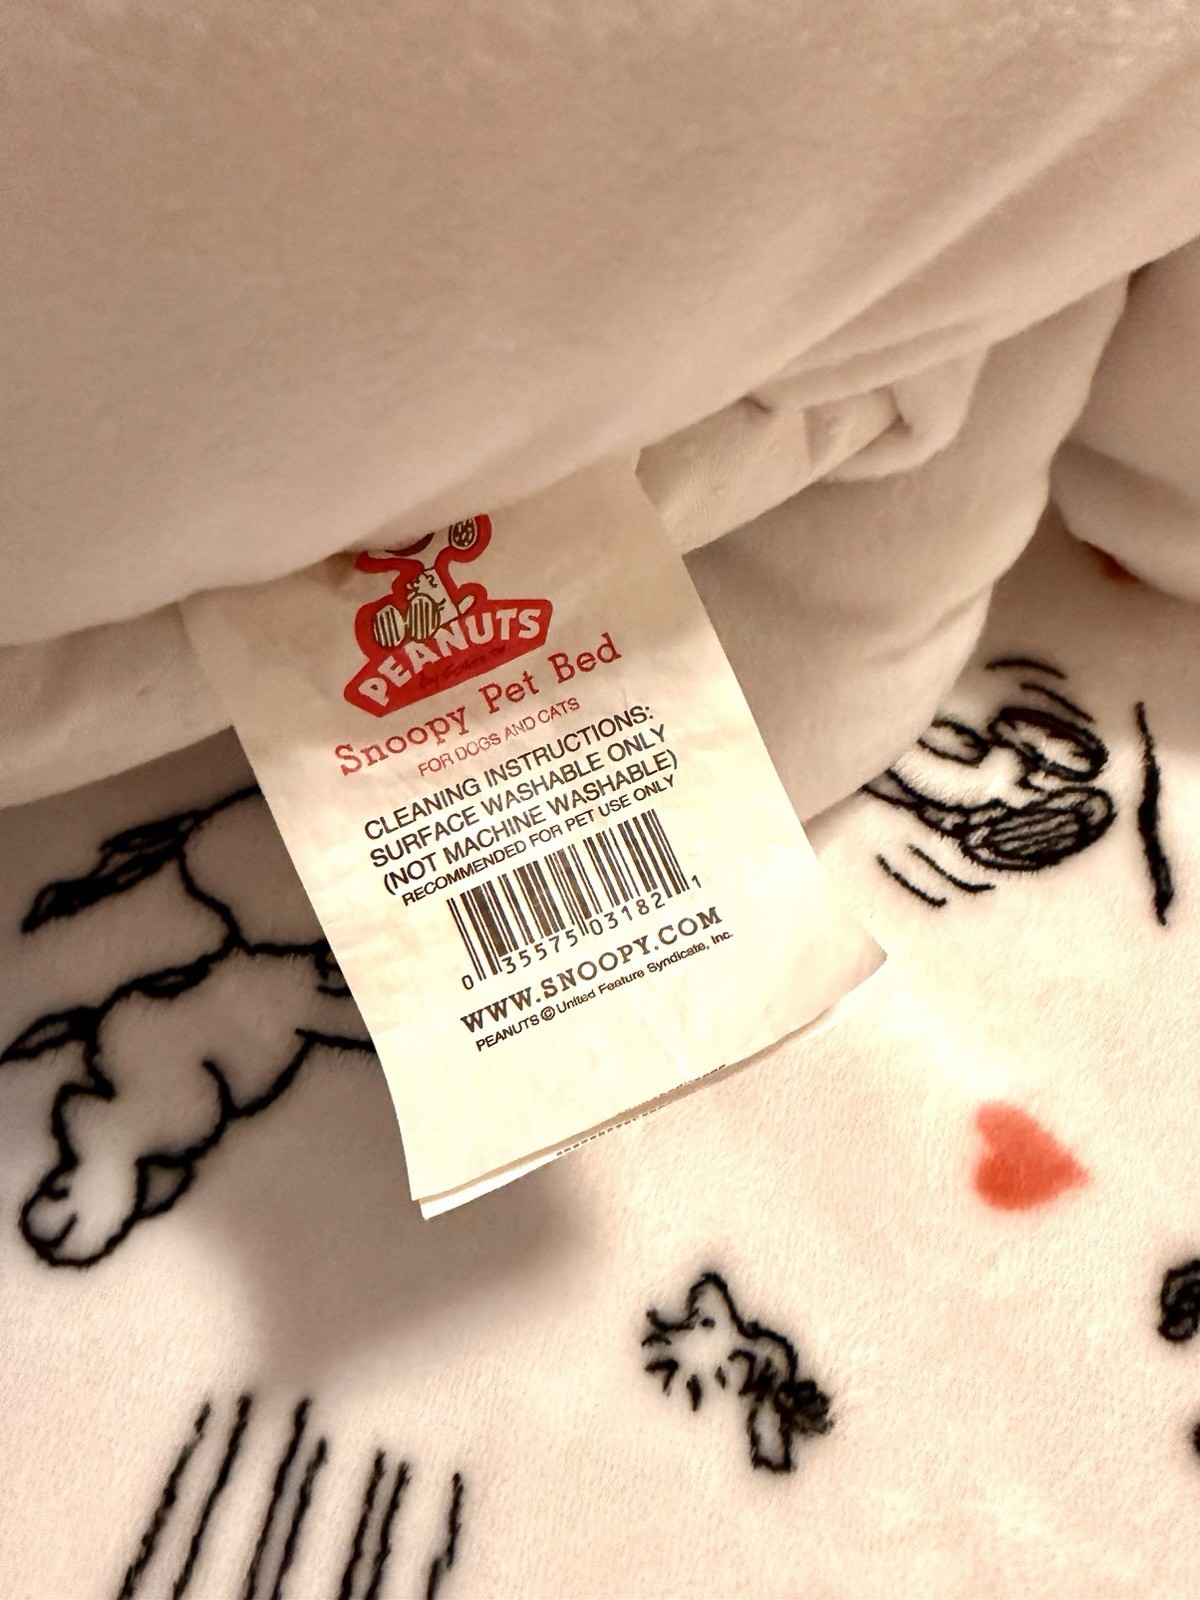 PEANUTS
Snoopy Pet Bed
FOR DOGS AND CATS
CLEANING INSTRUCTIONS:
SURFACE WASHABLE ONLY
(NOT MACHINE WASHABLE)
RECOMMENDED FOR PET USE ONLY
0 35575 03182 1
WWW.SNOOPY.COM
PEANUTS © United Feature Syndicate, Inc.